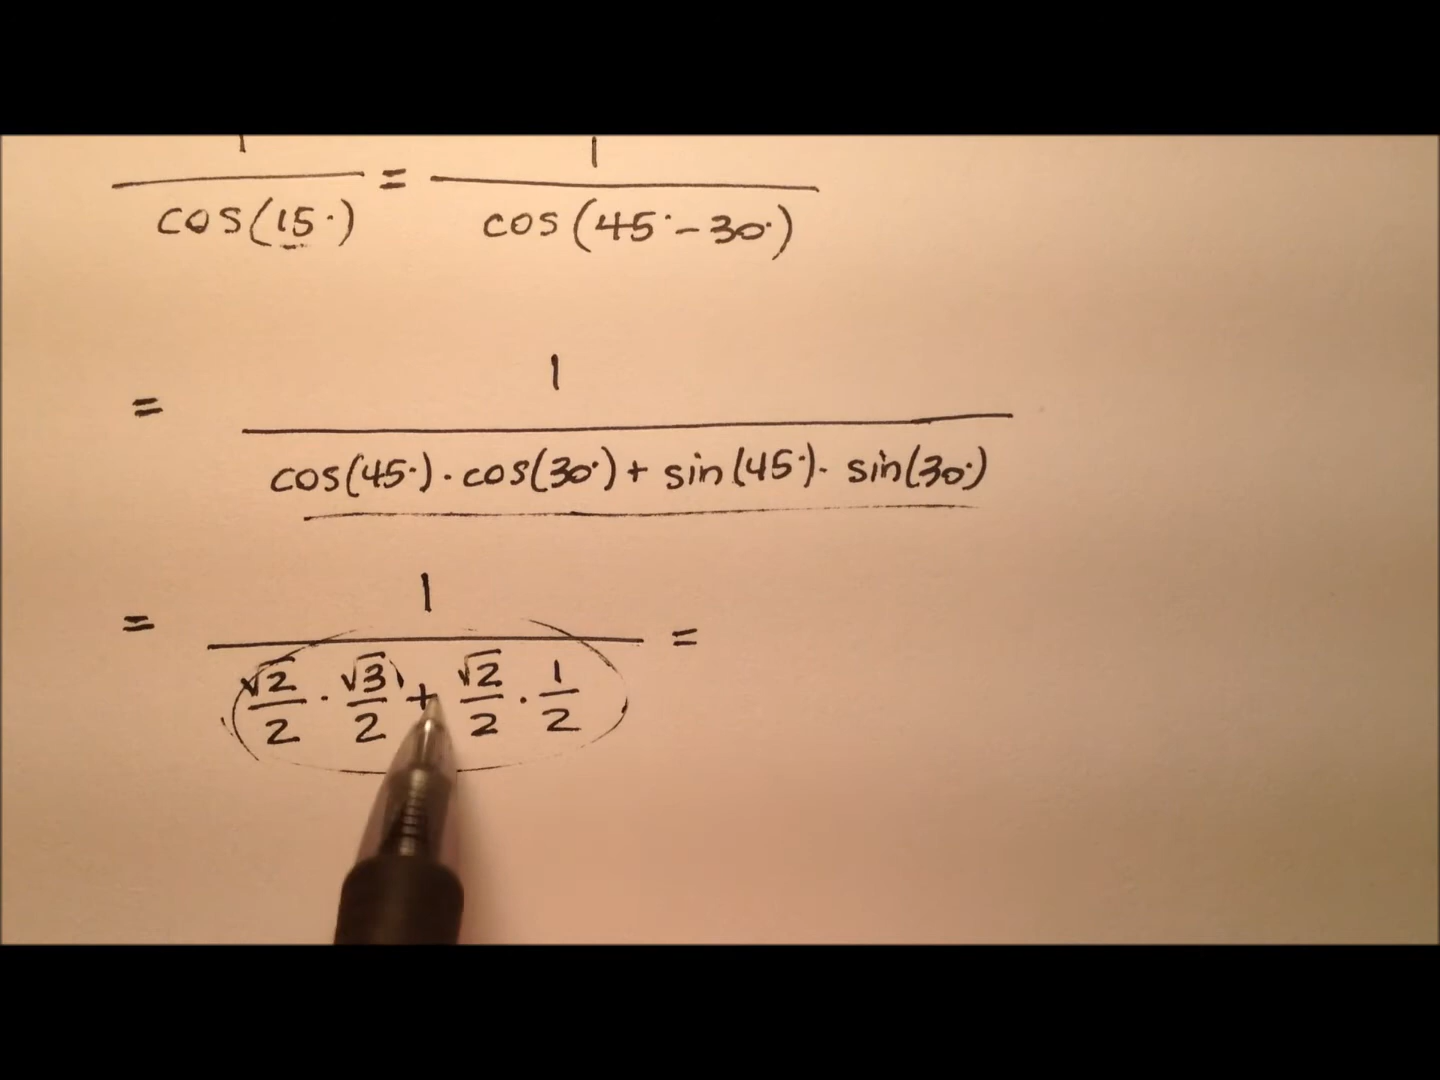 1/cos(15°) = 1/cos(45°-30°)
= 1/(cos(45°)·cos(30°)+sin(45°)·sin(30°))
= 1/(√2/2·√3/2+√2/2·1/2) =